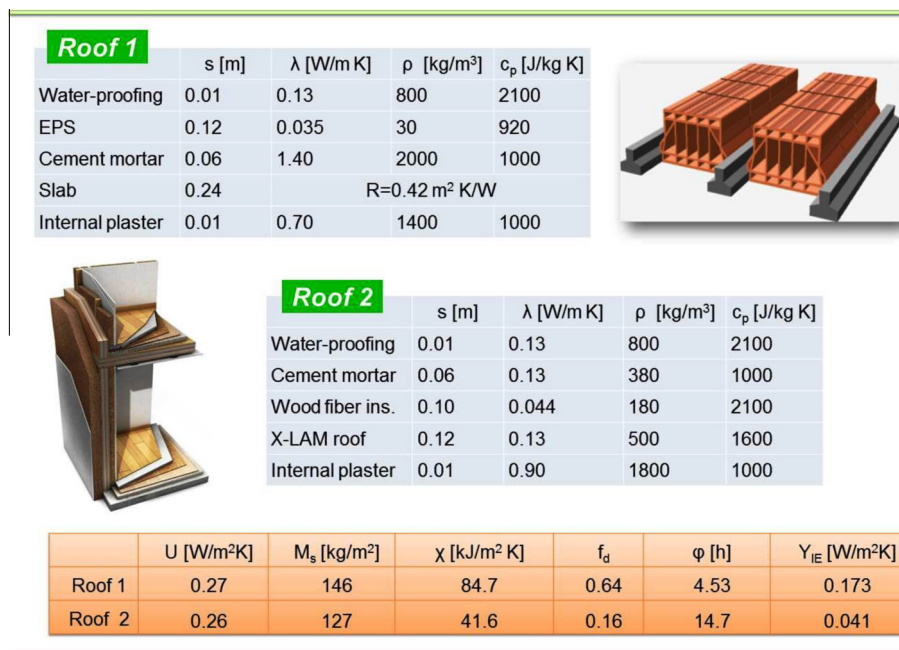 Roof 1
s [m] λ [W/m K] ρ [kg/m³] cp [J/kg K]
Water-proofing 0.01 0.13 800 2100
EPS 0.12 0.035 30 920
Cement mortar 0.06 1.40 2000 1000
Slab 0.24 R=0.42 m² K/W
Internal plaster 0.01 0.70 1400 1000
Roof 2
s [m] λ [W/m K] ρ [kg/m³] cp [J/kg K]
Water-proofing 0.01 0.13 800 2100
Cement mortar 0.06 0.13 380 1000
Wood fiber ins. 0.10 0.044 180 2100
X-LAM roof 0.12 0.13 500 1600
Internal plaster 0.01 0.90 1800 1000
U [W/m²K] Ms [kg/m²] χ [kJ/m² K] fd φ [h] YIE [W/m²K]
Roof 1 0.27 146 84.7 0.64 4.53 0.173
Roof 2 0.26 127 41.6 0.16 14.7 0.041